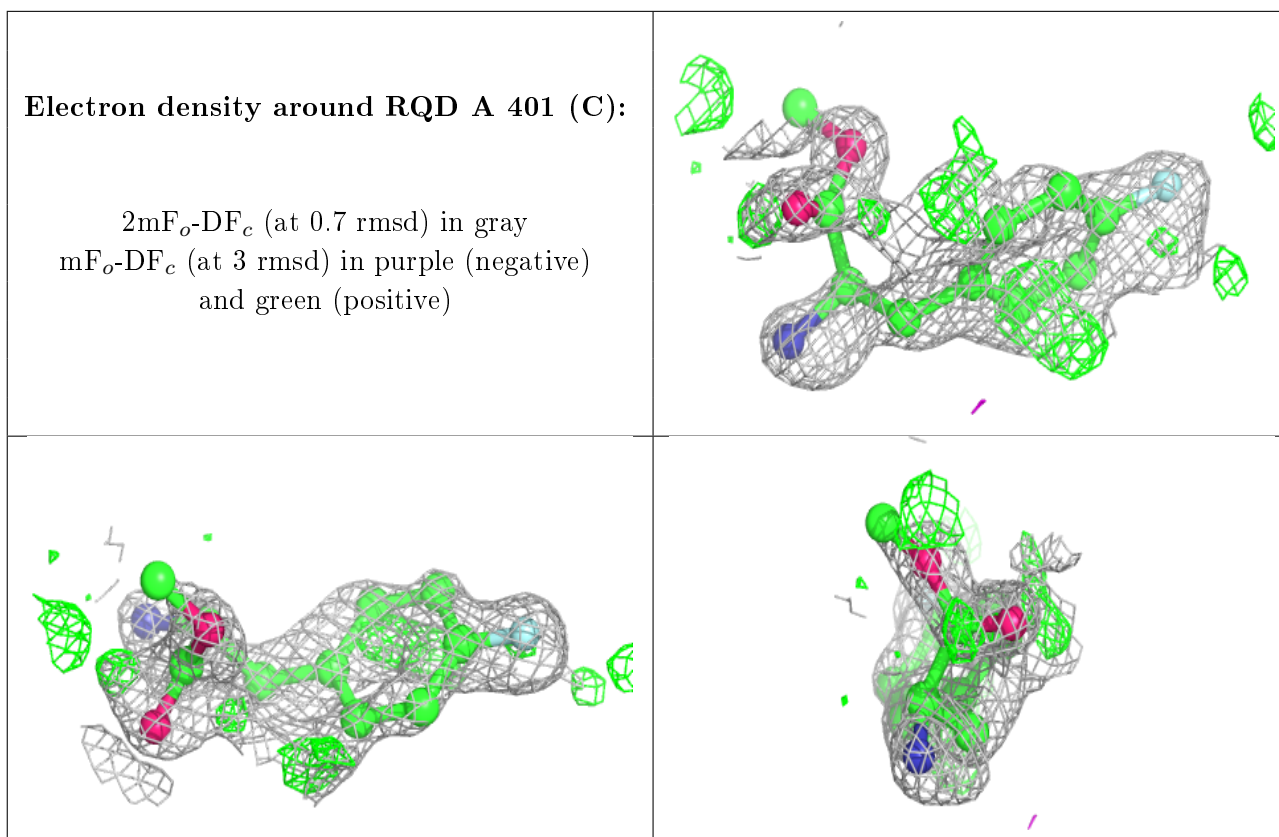 Electron density around RQD A 401 (C):
2mFₒ-DF𝒸 (at 0.7 rmsd) in gray
mFₒ-DF𝒸 (at 3 rmsd) in purple (negative)
and green (positive)